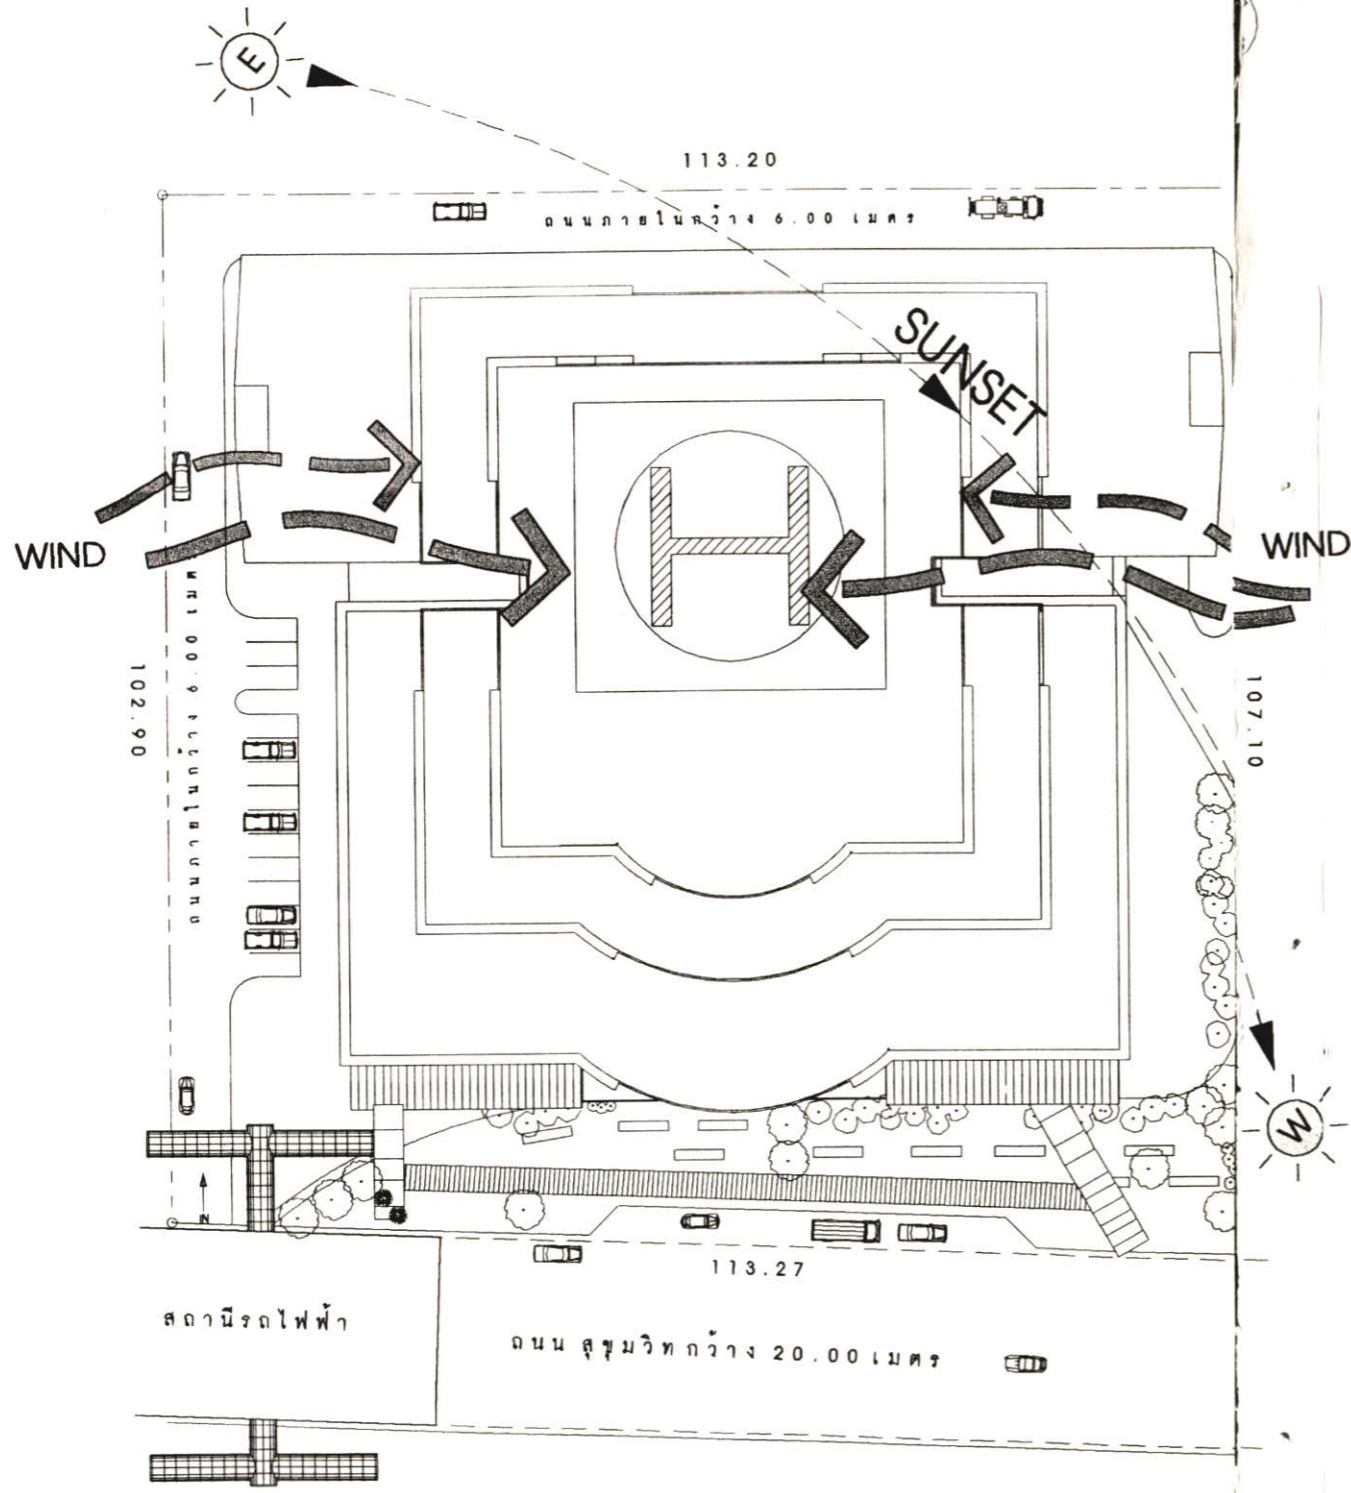 E
113.20
ถนนภายในกว้าง 6.00 เมตร
SUNSET
H
WIND
WIND
102.90
ถนนภายในกว้าง 6.00 เมตร
107.10
W
IN
113.27
สถานีรถไฟฟ้า
ถนน สุขุมวิท กว้าง 20.00 เมตร